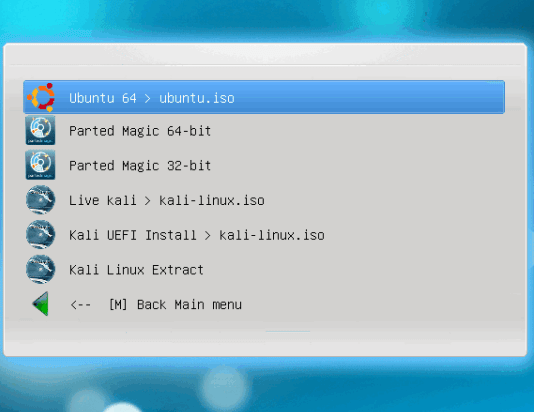 Ubuntu 64 > ubuntu.iso
Parted Magic 64-bit
Parted Magic 32-bit
Live kali > kali-linux.iso
Kali UEFI Install > kali-linux.iso
Kali Linux Extract
<-- [M] Back Main menu